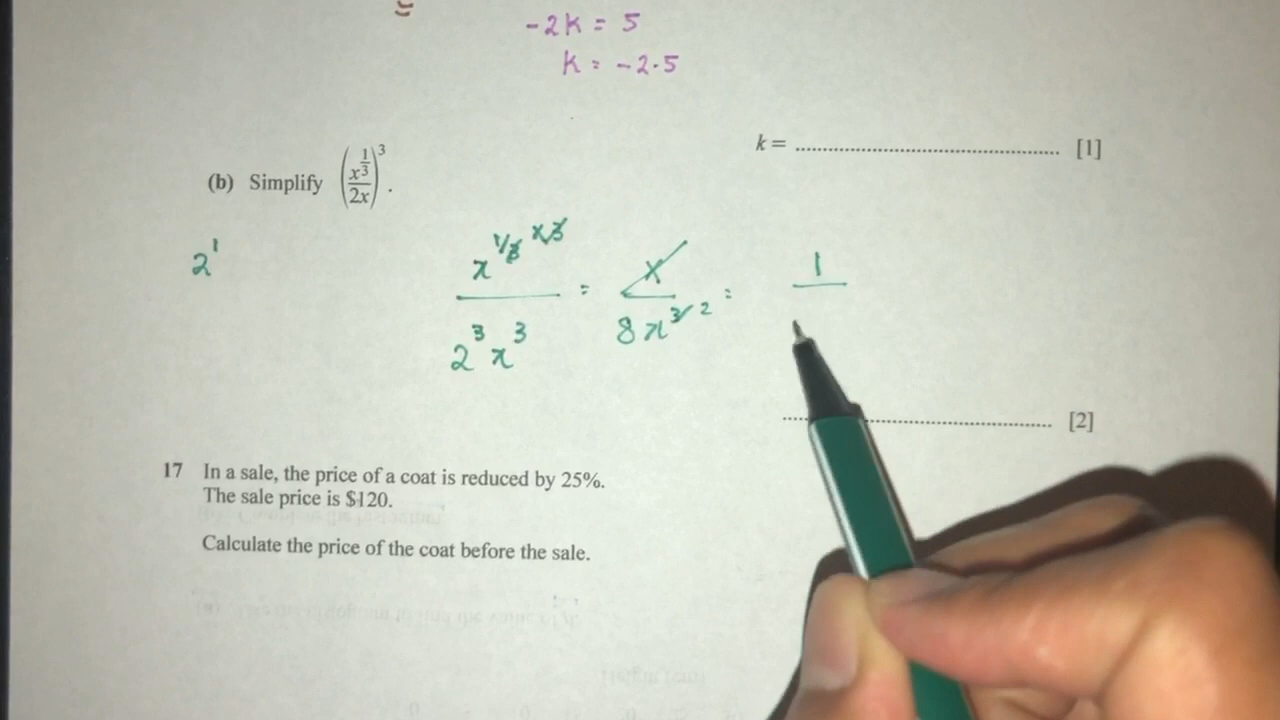 -2k = 5
k = -2.5
k = ........ [1]
(b) Simplify (x^(1/3)/2x)^3.
2^1
x^(1/3 ×3) / 2^3 x^3 = x / 8x^3 2 = 1
........ [2]
17 In a sale, the price of a coat is reduced by 25%.
The sale price is $120.
Calculate the price of the coat before the sale.